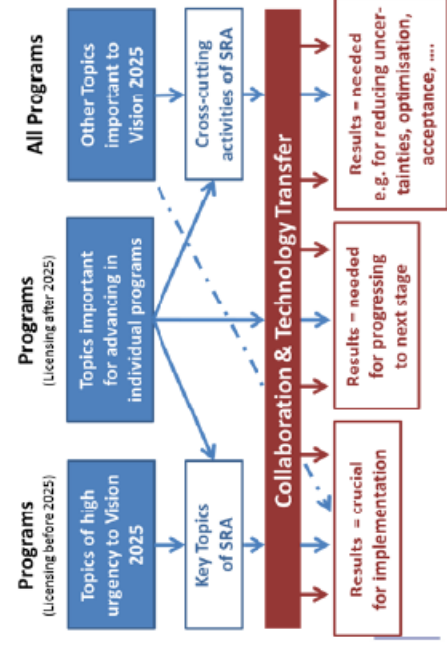 Programs
(Licensing before 2025)
Programs
(Licensing after 2025)
All Programs
Topics of high
urgency to Vision
2025
Topics important
for advancing in
individual programs
Other Topics
important to
Vision 2025
Key Topics
of SRA
Cross-cutting
activities of SRA
Collaboration & Technology Transfer
Results = crucial
for implementation
Results = needed
for progressing
to next stage
Results = needed
e.g. for reducing uncer-
tainties, optimisation,
acceptance, ....